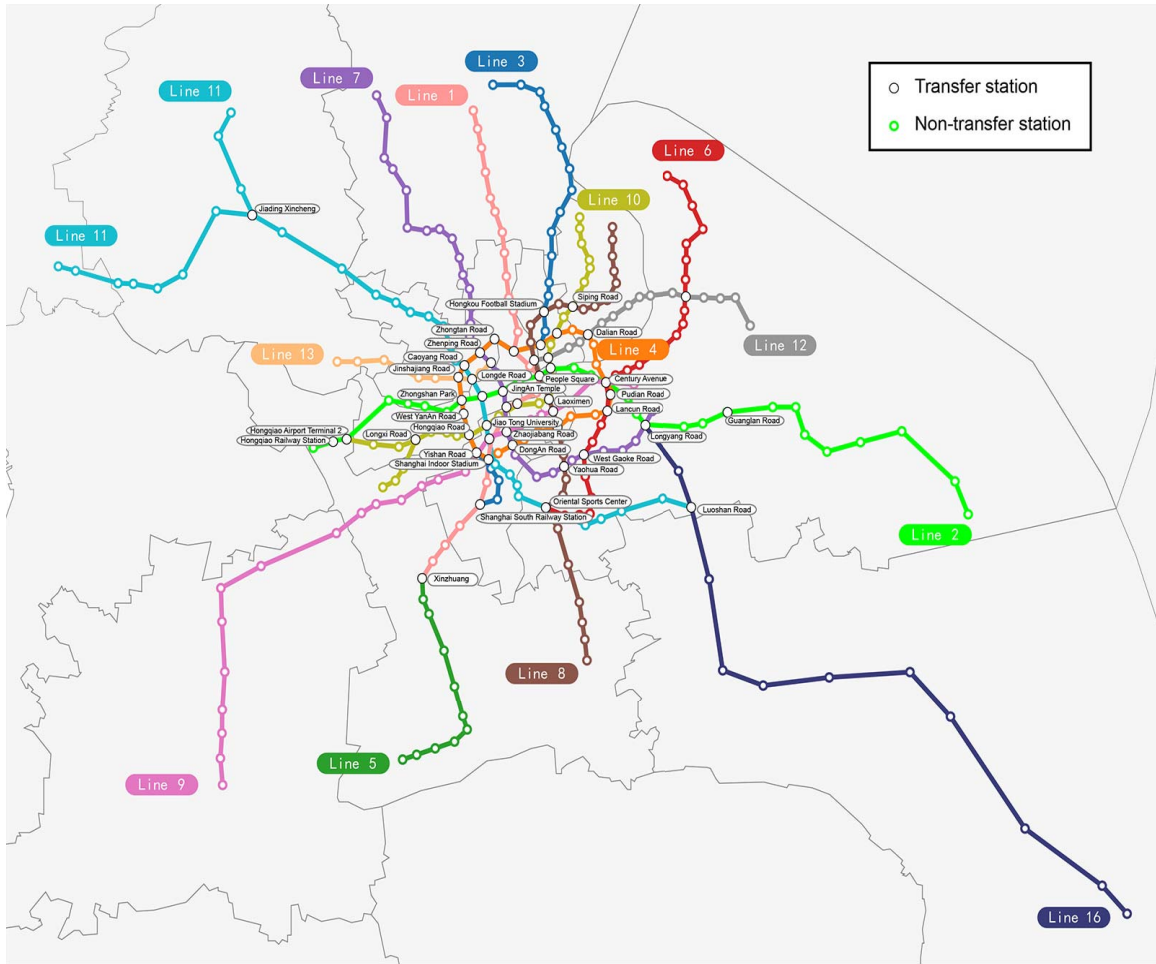 Line 3
Line 7
Line 11
Line 1
Transfer station
Non-transfer station
Line 6
Line 10
Jiading Xincheng
Line 11
Siping Road
Hongkou Football Stadium
Zhongtan Road
Dalian Road
Zhenping Road
Line 12
Line 4
Line 13
Caoyang Road
Jinshajiang Road
Longde Road
People Square
Century Avenue
JingAn Temple
Zhongshan Park
Pudian Road
Laoximen
Lancun Road
West YanAn Road
Guanglan Road
Jiao Tong University
Hongqiao Road
Hongqiao Airport Terminal 2
Longxi Road
Zhaojiabang Road
Longyang Road
Hongqiao Railway Station
DongAn Road
Yishan Road
West Gaoke Road
Shanghai Indoor Stadium
Yaohua Road
Oriental Sports Center
Luoshan Road
Shanghai South Railway Station
Line 2
Xinzhuang
Line 8
Line 5
Line 9
Line 16